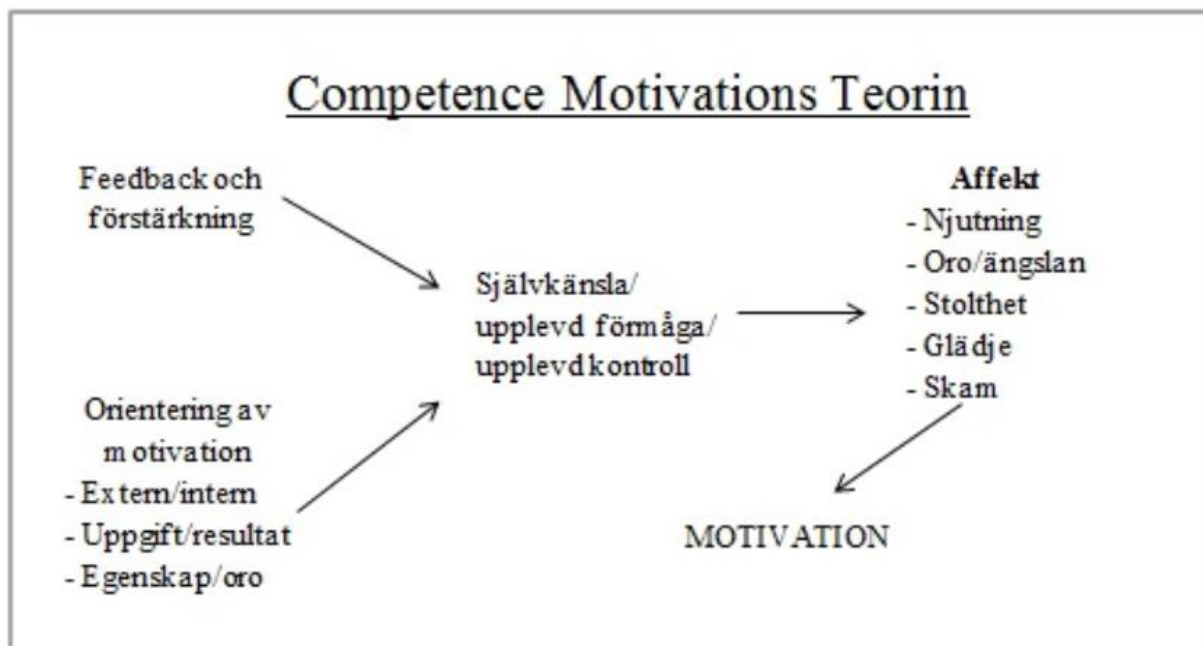 Competence Motivations Teorin
Feedback och
förstärkning
Orientering av
motivation
- Extern/intern
- Uppgift/resultat
- Egenskap/oro
Självkänsla/
upplevd förmåga/
upplevd kontroll
Affekt
- Njutning
- Oro/ängslan
- Stolthet
- Glädje
- Skam
MOTIVATION